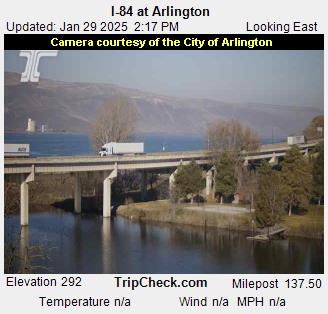 I-84 at Arlington
Updated: Jan 29 2025 2:17 PM Looking East
Camera courtesy of the City of Arlington
Elevation 292 TripCheck.com Milepost 137.50
Temperature n/a Wind n/a MPH n/a